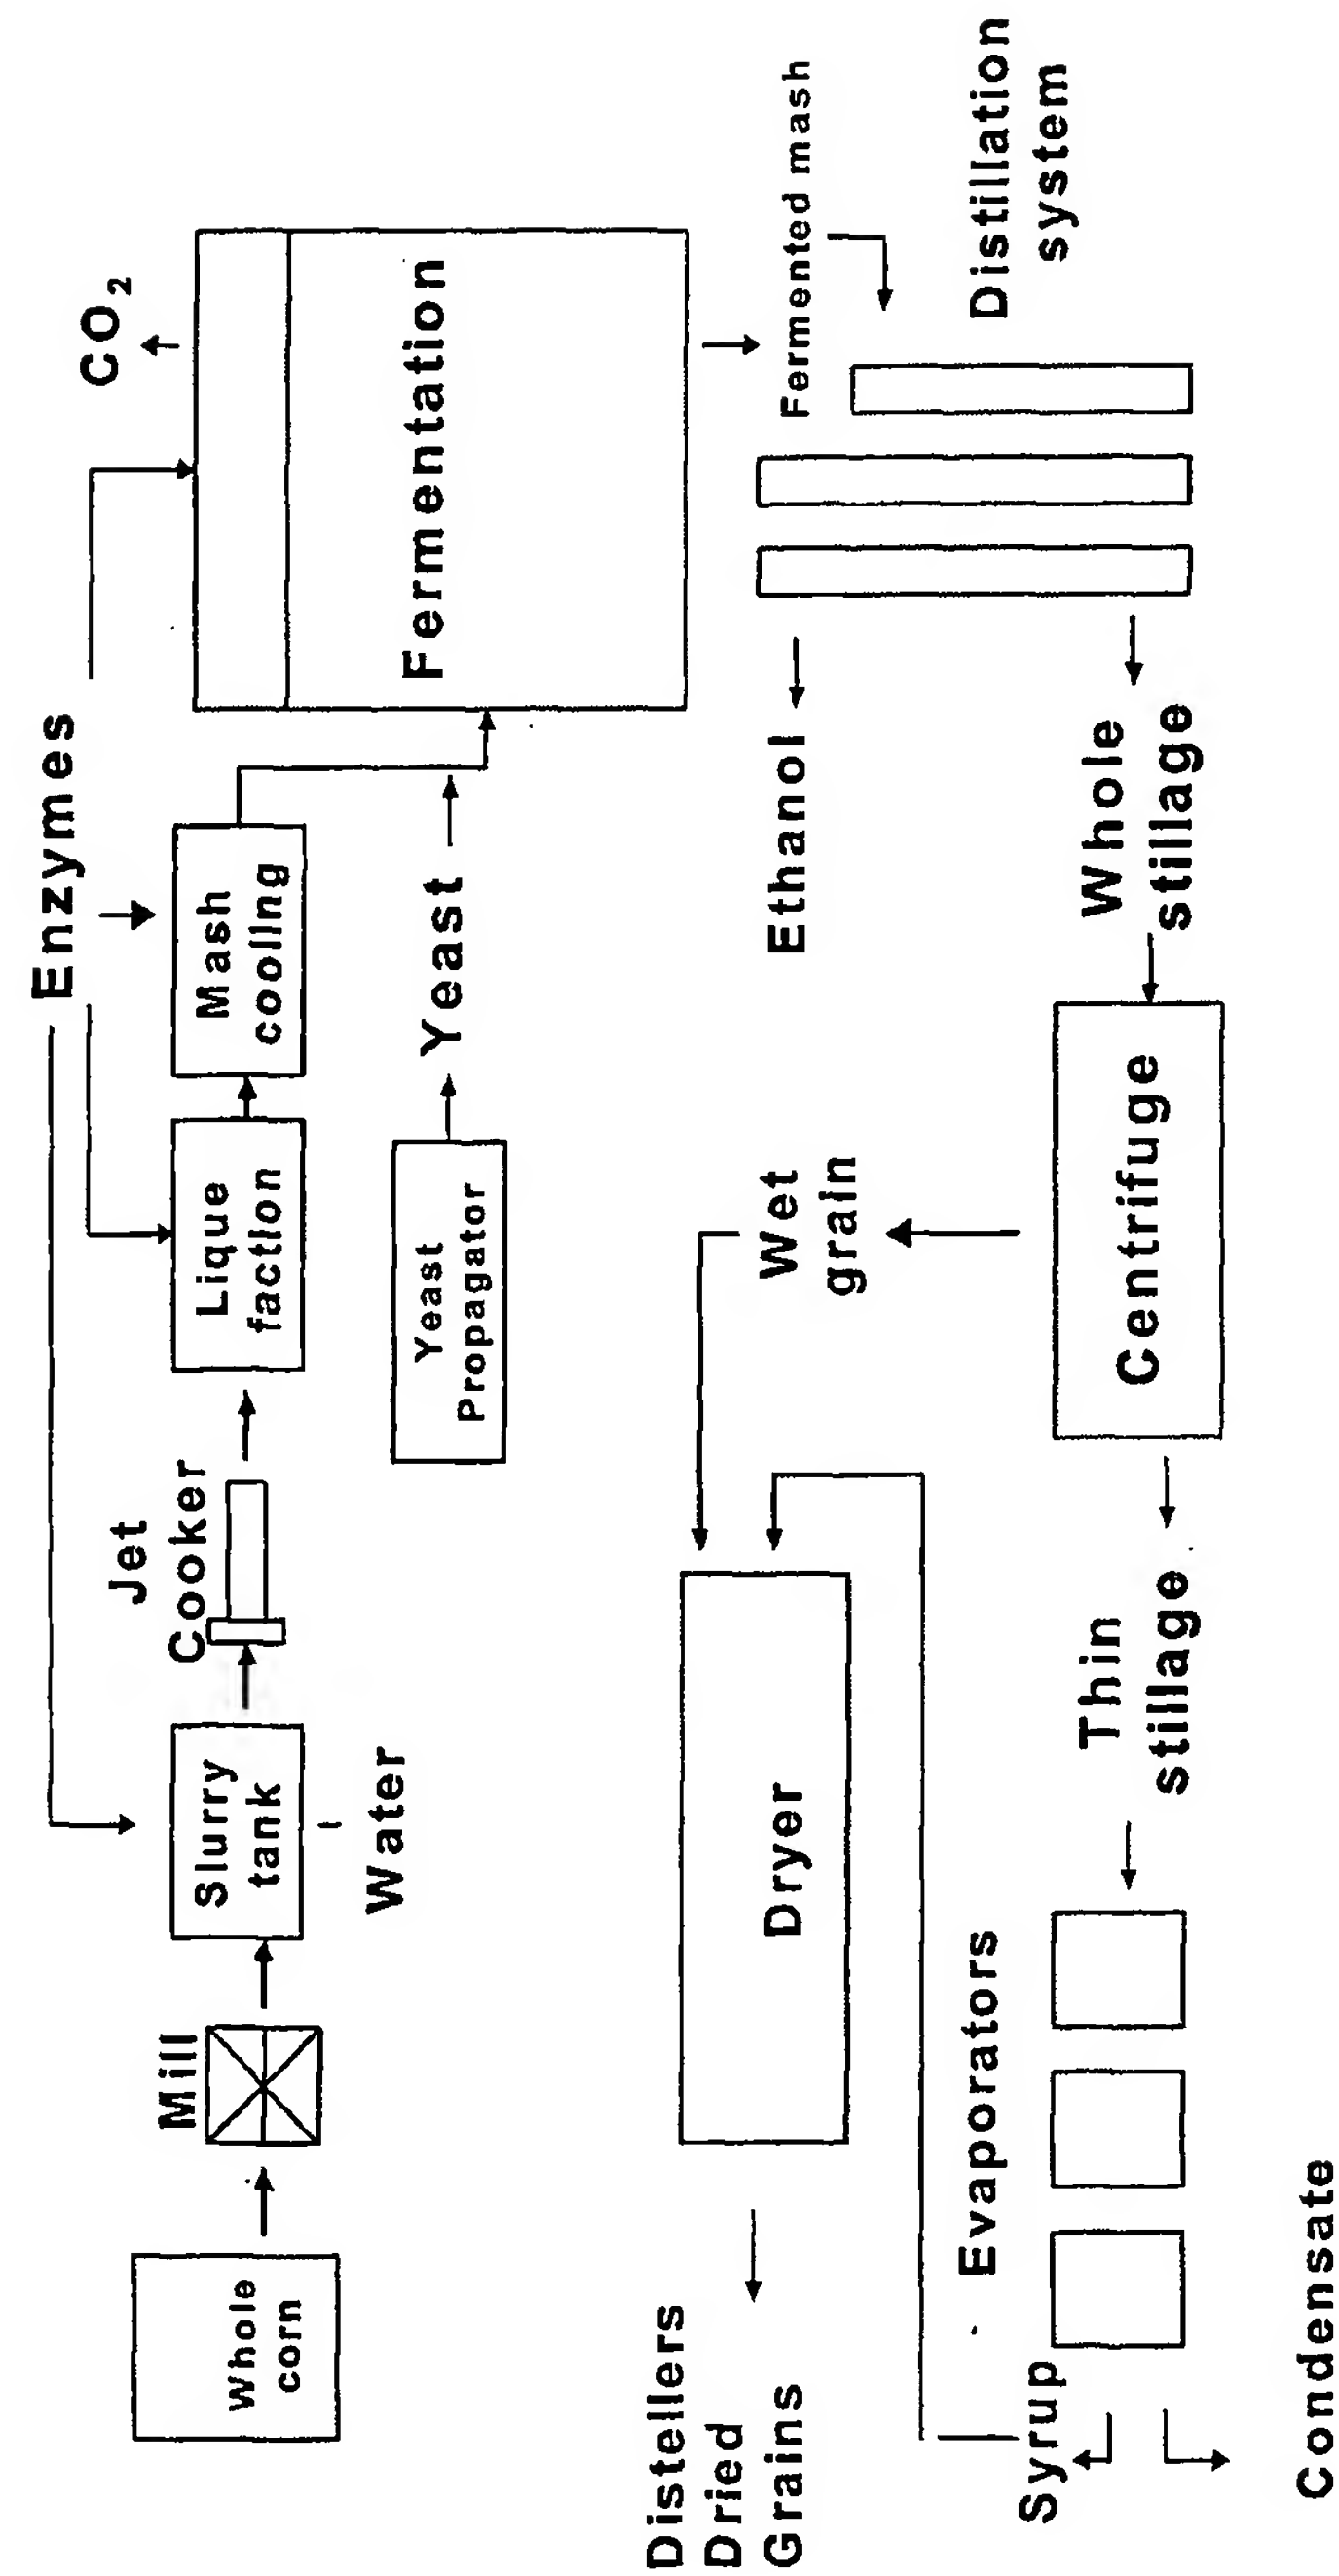 Enzymes
CO2
Jet
Cooker
Mill
Whole
corn
Slurry
tank
Lique
faction
Mash
cooling
Water
Yeast
Propagator
Yeast
Fermentation
Fermented mash
Distillation
system
Ethanol
Whole
stillage
Wet
grain
Centrifuge
Dryer
Distellers
Dried
Grains
Thin
stillage
Evaporators
Syrup
Condensate